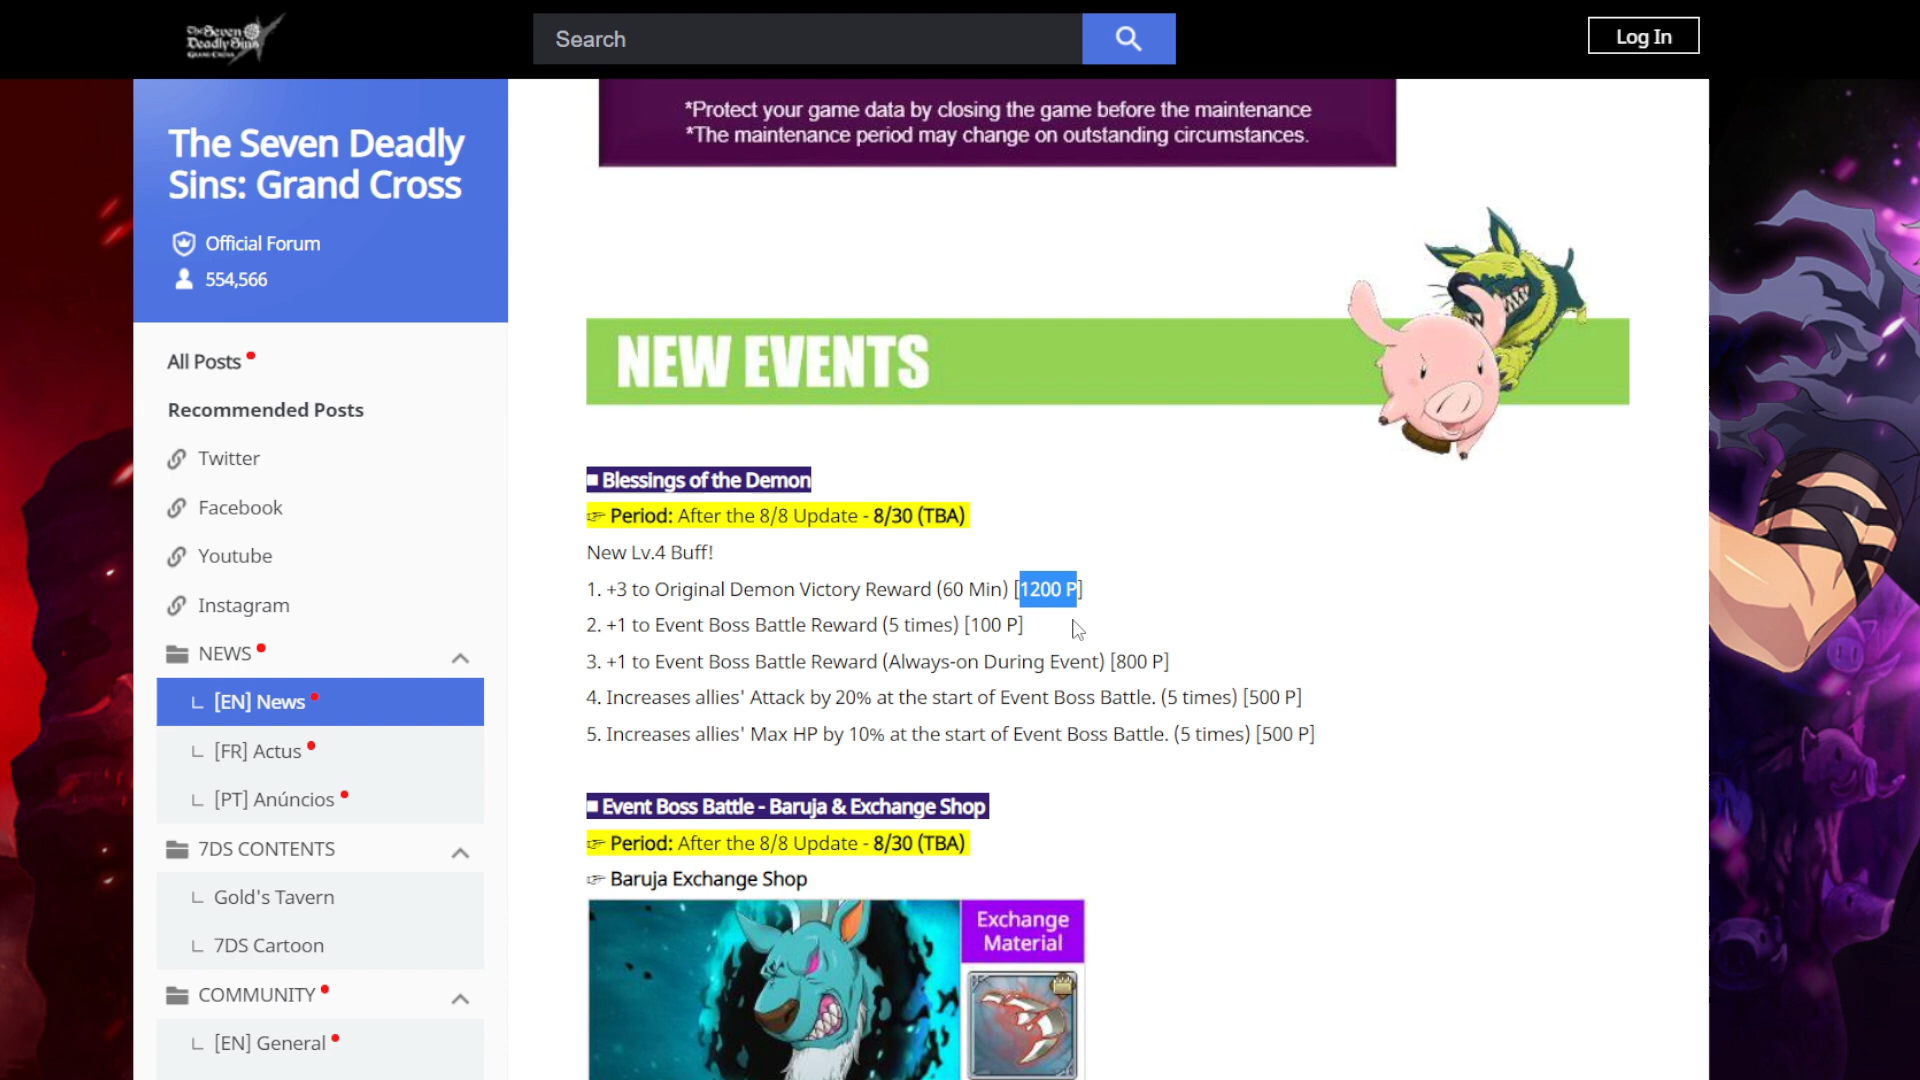 The Seven
Deadly Sins
GRAND CROSS
Search
Log In
The Seven Deadly
Sins: Grand Cross
Official Forum
554,566
All Posts
Recommended Posts
Twitter
Facebook
Youtube
Instagram
NEWS
[EN] News
[FR] Actus
[PT] Anúncios
7DS CONTENTS
Gold's Tavern
7DS Cartoon
COMMUNITY
[EN] General
*Protect your game data by closing the game before the maintenance
*The maintenance period may change on outstanding circumstances.
NEW EVENTS
■ Blessings of the Demon
☞ Period: After the 8/8 Update - 8/30 (TBA)
New Lv.4 Buff!
1. +3 to Original Demon Victory Reward (60 Min) [1200 P]
2. +1 to Event Boss Battle Reward (5 times) [100 P]
3. +1 to Event Boss Battle Reward (Always-on During Event) [800 P]
4. Increases allies' Attack by 20% at the start of Event Boss Battle. (5 times) [500 P]
5. Increases allies' Max HP by 10% at the start of Event Boss Battle. (5 times) [500 P]
■ Event Boss Battle - Baruja & Exchange Shop
☞ Period: After the 8/8 Update - 8/30 (TBA)
☞ Baruja Exchange Shop
Exchange
Material